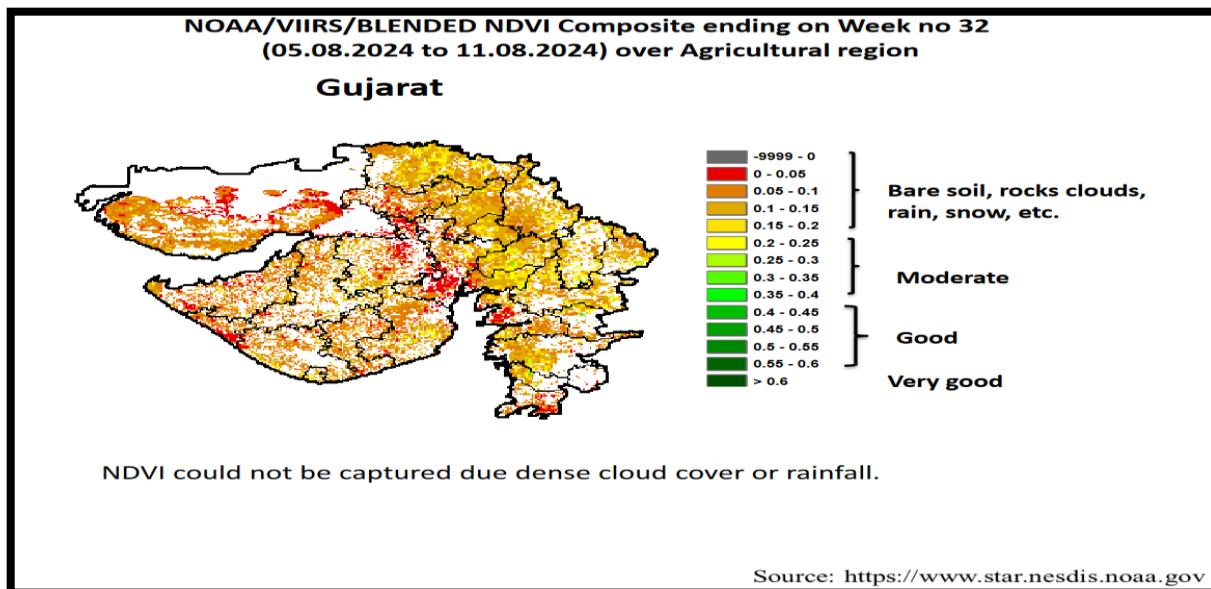 NOAA/VIIRS/BLENDED NDVI Composite ending on Week no 32
(05.08.2024 to 11.08.2024) over Agricultural region
Gujarat
-9999 - 0
0 - 0.05
0.05 - 0.1
0.1 - 0.15
0.15 - 0.2
0.2 - 0.25
0.25 - 0.3
0.3 - 0.35
0.35 - 0.4
0.4 - 0.45
0.45 - 0.5
0.5 - 0.55
0.55 - 0.6
> 0.6
Bare soil, rocks clouds,
rain, snow, etc.
Moderate
Good
Very good
NDVI could not be captured due dense cloud cover or rainfall.
Source: https://www.star.nesdis.noaa.gov